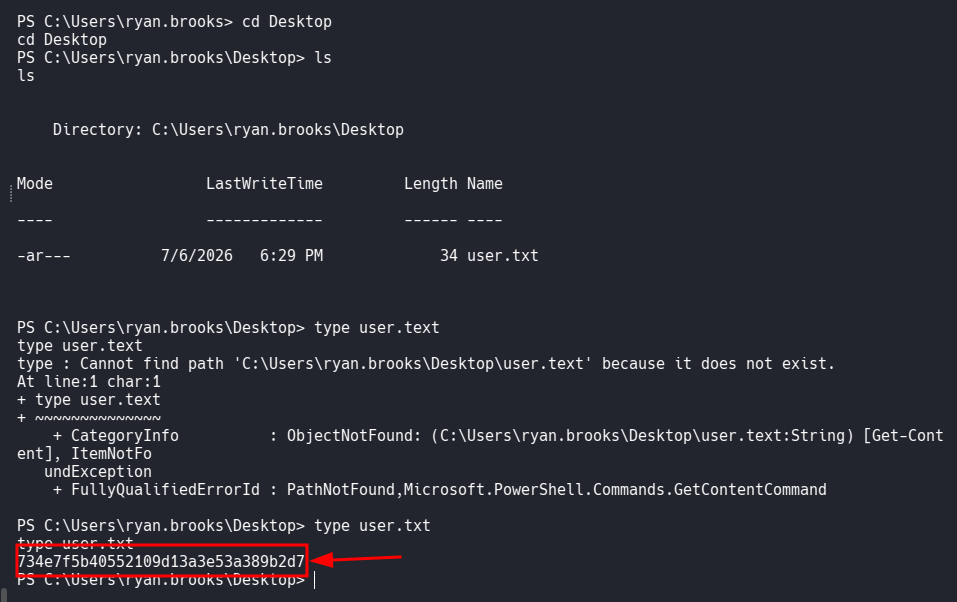 PS C:\Users\ryan.brooks> cd Desktop
cd Desktop
PS C:\Users\ryan.brooks\Desktop> ls
ls
Directory: C:\Users\ryan.brooks\Desktop
Mode                 LastWriteTime         Length Name
----                 -------------         ------ ----
-ar---          7/6/2026   6:29 PM             34 user.txt
PS C:\Users\ryan.brooks\Desktop> type user.text
type user.text
type : Cannot find path 'C:\Users\ryan.brooks\Desktop\user.text' because it does not exist.
At line:1 char:1
+ type user.text
+ ~~~~~~~~~~~~~~
    + CategoryInfo          : ObjectNotFound: (C:\Users\ryan.brooks\Desktop\user.text:String) [Get-Cont
ent], ItemNotFo
   undException
    + FullyQualifiedErrorId : PathNotFound,Microsoft.PowerShell.Commands.GetContentCommand
PS C:\Users\ryan.brooks\Desktop> type user.txt
type user.txt
734e7f5b40552109d13a3e53a389b2d7
PS C:\Users\ryan.brooks\Desktop>